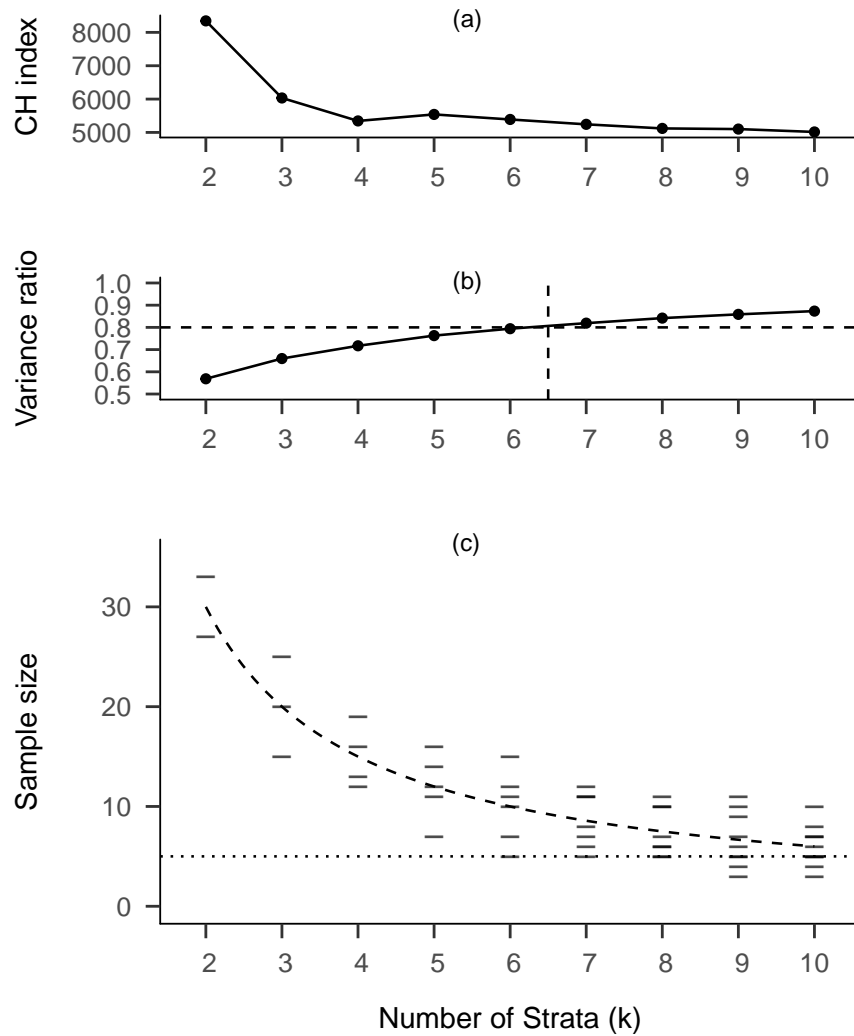 (a)
CH index
8000
7000
6000
5000
2 3 4 5 6 7 8 9 10
(b)
Variance ratio
1.0
0.9
0.8
0.7
0.6
0.5
2 3 4 5 6 7 8 9 10
(c)
Sample size
30
20
10
0
2 3 4 5 6 7 8 9 10
Number of Strata (k)